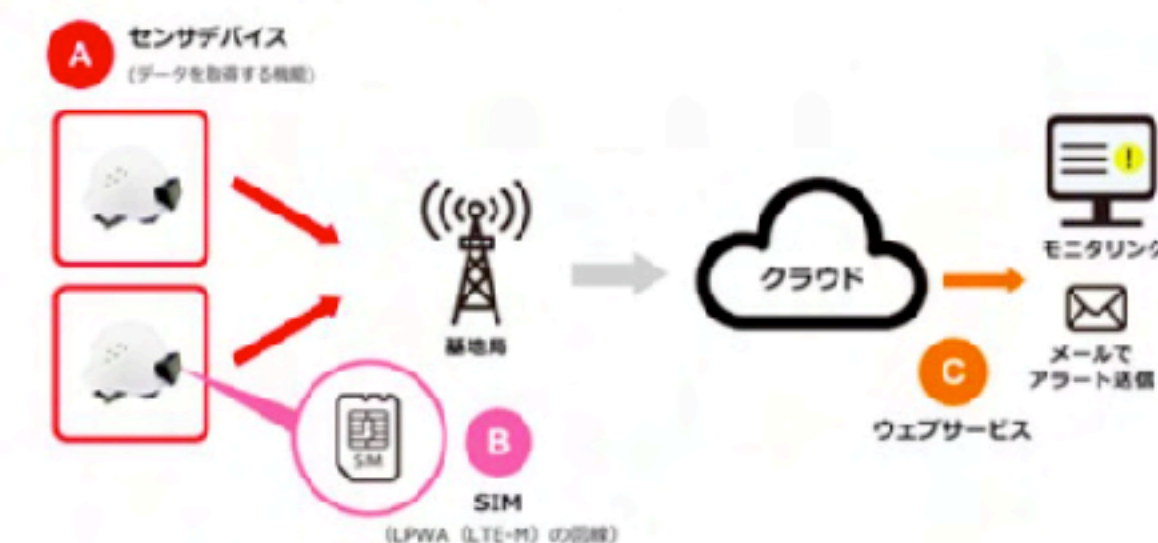 A
センサデバイス
(データを取得する機能)
基地局
クラウド
モニタリング
メールで
アラート送信
C
ウェブサービス
SIM
B
SIM
(LPWA (LTE-M) の回線)